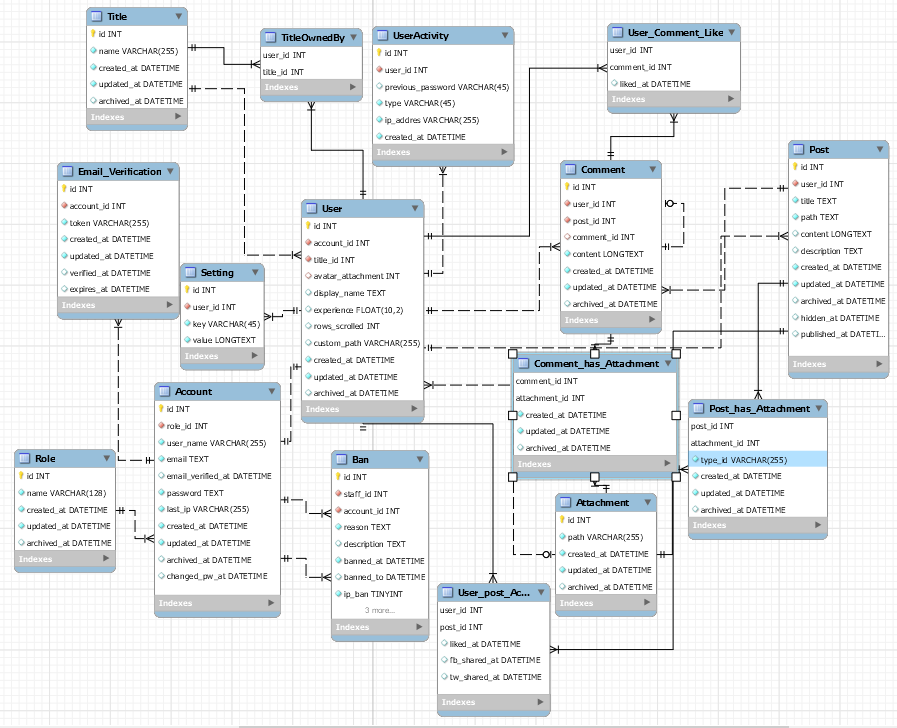 Title
id INT
name VARCHAR(255)
created_at DATETIME
updated_at DATETIME
archived_at DATETIME
Indexes
TitleOwnedBy
user_id INT
title_id INT
Indexes
UserActivity
id INT
user_id INT
previous_password VARCHAR(45)
type VARCHAR(45)
ip_addres VARCHAR(255)
created_at DATETIME
Indexes
User_Comment_Like
user_id INT
comment_id INT
liked_at DATETIME
Indexes
Email_Verification
id INT
account_id INT
token VARCHAR(255)
created_at DATETIME
updated_at DATETIME
verified_at DATETIME
expires_at DATETIME
Indexes
Setting
id INT
user_id INT
key VARCHAR(45)
value LONGTEXT
Indexes
User
id INT
account_id INT
title_id INT
avatar_attachment INT
display_name TEXT
experience FLOAT(10,2)
rows_scrolled INT
custom_path VARCHAR(255)
created_at DATETIME
updated_at DATETIME
archived_at DATETIME
Indexes
Comment
id INT
user_id INT
post_id INT
comment_id INT
content LONGTEXT
created_at DATETIME
updated_at DATETIME
archived_at DATETIME
Indexes
Post
id INT
user_id INT
title TEXT
path TEXT
content LONGTEXT
description TEXT
created_at DATETIME
updated_at DATETIME
archived_at DATETIME
hidden_at DATETIME
published_at DATETI...
Indexes
Comment_has_Attachment
comment_id INT
attachment_id INT
created_at DATETIME
updated_at DATETIME
archived_at DATETIME
Indexes
Post_has_Attachment
post_id INT
attachment_id INT
type_id VARCHAR(255)
created_at DATETIME
updated_at DATETIME
archived_at DATETIME
Indexes
Account
id INT
role_id INT
user_name VARCHAR(255)
email TEXT
email_verified_at DATETIME
password TEXT
last_ip VARCHAR(255)
created_at DATETIME
updated_at DATETIME
archived_at DATETIME
changed_pw_at DATETIME
Indexes
Role
id INT
name VARCHAR(128)
created_at DATETIME
updated_at DATETIME
archived_at DATETIME
Indexes
Ban
id INT
staff_id INT
account_id INT
reason TEXT
description TEXT
banned_at DATETIME
banned_to DATETIME
ip_ban TINYINT
3 more...
Indexes
Attachment
id INT
path VARCHAR(255)
created_at DATETIME
updated_at DATETIME
archived_at DATETIME
Indexes
User_post_Ac...
user_id INT
post_id INT
liked_at DATETIME
fb_shared_at DATETIME
tw_shared_at DATETIME
Indexes